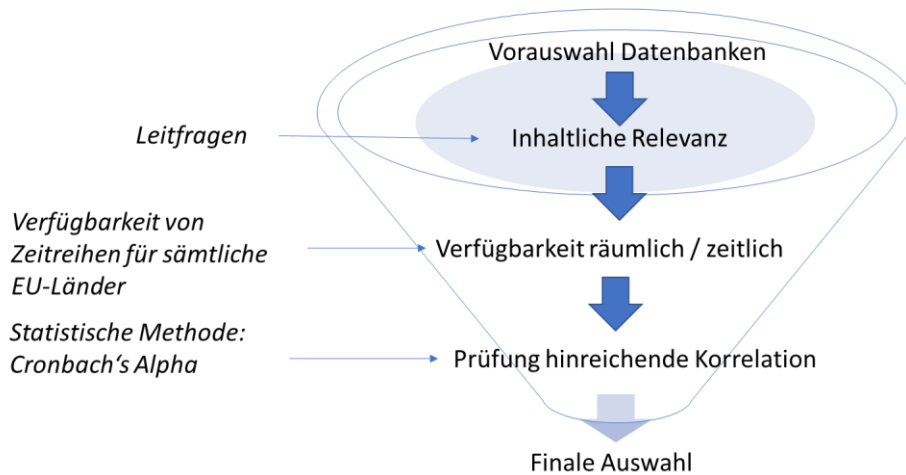 Vorauswahl Datenbanken
Leitfragen
Inhaltliche Relevanz
Verfügbarkeit von
Zeitreihen für sämtliche
EU-Länder
Verfügbarkeit räumlich / zeitlich
Statistische Methode:
Cronbach‘s Alpha
Prüfung hinreichende Korrelation
Finale Auswahl